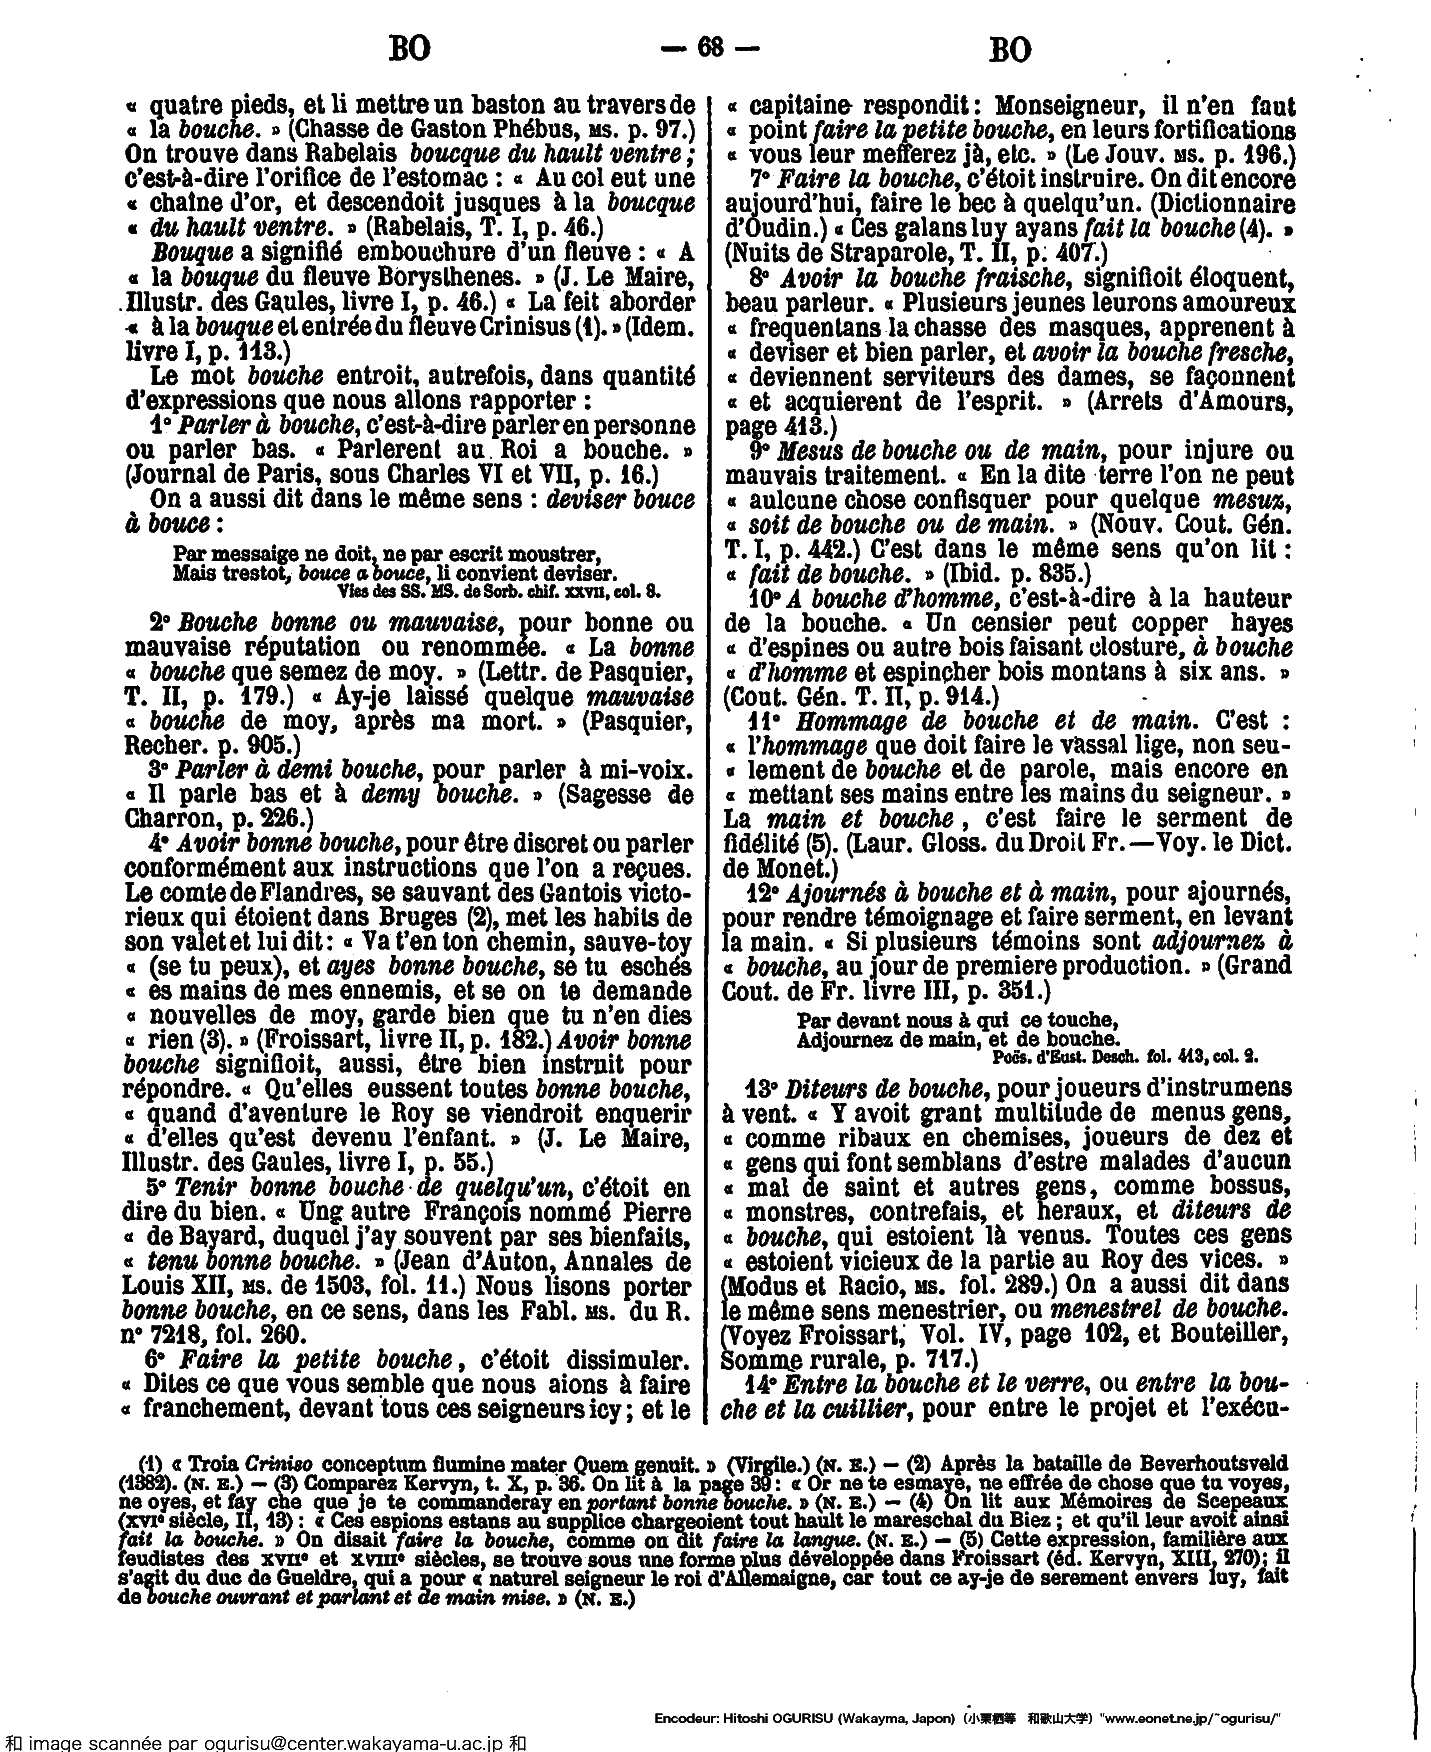 BO
— 68 —
BO
« quatre pieds, et li mettre un baston au travers de
« la bouche. » (Chasse de Gaston Phébus, MS. p. 97.)
On trouve dans Rabelais boucque du hault ventre ;
c'est-à-dire l'orifice de l'estomac : « Au col eut une
« chaîne d'or, et descendoit jusques à la boucque
« du hault ventre. » (Rabelais, T. I, p. 46.)
Bouque a signifié embouchure d'un fleuve : « A
« la bouque du fleuve Borysthenes. » (J. Le Maire,
Illustr. des Gaules, livre I, p. 46.) « La feit aborder
« à la bouque et entrée du fleuve Crinisus (1). » (Idem.
livre I, p. 113.)
Le mot bouche entroit, autrefois, dans quantité
d'expressions que nous allons rapporter :
1° Parler à bouche, c'est-à-dire parler en personne
ou parler bas. « Parlerent au Roi a bouche. »
(Journal de Paris, sous Charles VI et VII, p. 16.)
On a aussi dit dans le même sens : deviser bouce
à bouce :
Par messaige ne doit, ne par escrit moustrer,
Mais trestot, bouce a bouce, li convient deviser.
Vies des SS. MS. de Sorb. chif. XXVII, col. 8.
2° Bouche bonne ou mauvaise, pour bonne ou
mauvaise réputation ou renommée. « La bonne
« bouche que semez de moy. » (Lettr. de Pasquier,
T. II, p. 179.) « Ay-je laissé quelque mauvaise
« bouche de moy, après ma mort. » (Pasquier,
Recher. p. 905.)
3° Parler à demi bouche, pour parler à mi-voix.
« Il parle bas et à demy bouche. » (Sagesse de
Charron, p. 226.)
4° Avoir bonne bouche, pour être discret ou parler
conformément aux instructions que l'on a reçues.
Le comte de Flandres, se sauvant des Gantois victo-
rieux qui étoient dans Bruges (2), met les habits de
son valet et lui dit : « Va t'en ton chemin, sauve-toy
« (se tu peux), et ayes bonne bouche, se tu eschés
« es mains de mes ennemis, et se on te demande
« nouvelles de moy, garde bien que tu n'en dies
« rien (3). » (Froissart, livre II, p. 182.) Avoir bonne
bouche signifioit, aussi, être bien instruit pour
répondre. « Qu'elles eussent toutes bonne bouche,
« quand d'aventure le Roy se viendroit enquerir
« d'elles qu'est devenu l'enfant. » (J. Le Maire,
Illustr. des Gaules, livre I, p. 55.)
5° Tenir bonne bouche de quelqu'un, c'étoit en
dire du bien. « Ung autre François nommé Pierre
« de Bayard, duquel j'ay souvent par ses bienfaits,
« tenu bonne bouche. » (Jean d'Auton, Annales de
Louis XII, MS. de 1503, fol. 11.) Nous lisons porter
bonne bouche, en ce sens, dans les Fabl. MS. du R.
n° 7218, fol. 260.
6° Faire la petite bouche, c'étoit dissimuler.
« Dites ce que vous semble que nous aions à faire
« franchement, devant tous ces seigneurs icy ; et le
« capitaine respondit : Monseigneur, il n'en faut
« point faire la petite bouche, en leurs fortifications
« vous leur mefferez jà, etc. » (Le Jouv. MS. p. 196.)
7° Faire la bouche, c'étoit instruire. On dit encore
aujourd'hui, faire le bec à quelqu'un. (Dictionnaire
d'Oudin.) « Ces galans luy ayans fait la bouche (4). »
(Nuits de Straparole, T. II, p. 407.)
8° Avoir la bouche fraische, signifioit éloquent,
beau parleur. « Plusieurs jeunes leurons amoureux
« frequentans la chasse des masques, apprenent à
« deviser et bien parler, et avoir la bouche fresche,
« deviennent serviteurs des dames, se façonnent
« et acquierent de l'esprit. » (Arrets d'Amours,
page 413.)
9° Mesus de bouche ou de main, pour injure ou
mauvais traitement. « En la dite terre l'on ne peut
« aulcune chose confisquer pour quelque mesuz,
« soit de bouche ou de main. » (Nouv. Cout. Gén.
T. I, p. 442.) C'est dans le même sens qu'on lit :
« fait de bouche. » (Ibid. p. 835.)
10° A bouche d'homme, c'est-à-dire à la hauteur
de la bouche. « Un censier peut copper hayes
« d'espines ou autre bois faisant closture, à bouche
« d'homme et espincher bois montans à six ans. »
(Cout. Gén. T. II, p. 914.)
11° Hommage de bouche et de main. C'est :
« l'hommage que doit faire le vassal lige, non seu-
« lement de bouche et de parole, mais encore en
« mettant ses mains entre les mains du seigneur. »
La main et bouche , c'est faire le serment de
fidélité (5). (Laur. Gloss. du Droit Fr.—Voy. le Dict.
de Monet.)
12° Ajournés à bouche et à main, pour ajournés,
pour rendre témoignage et faire serment, en levant
la main. « Si plusieurs témoins sont adjournez à
« bouche, au jour de premiere production. » (Grand
Cout. de Fr. livre III, p. 351.)
Par devant nous à qui ce touche,
Adjournez de main, et de bouche.
Poës. d'Eust. Desch. fol. 413, col. 2.
13° Diteurs de bouche, pour joueurs d'instrumens
à vent. « Y avoit grant multitude de menus gens,
« comme ribaux en chemises, joueurs de dez et
« gens qui font semblans d'estre malades d'aucun
« mal de saint et autres gens, comme bossus,
« monstres, contrefais, et heraux, et diteurs de
« bouche, qui estoient là venus. Toutes ces gens
« estoient vicieux de la partie au Roy des vices. »
(Modus et Racio, MS. fol. 289.) On a aussi dit dans
le même sens menestrier, ou menestrel de bouche.
(Voyez Froissart, Vol. IV, page 102, et Bouteiller,
Somme rurale, p. 717.)
14° Entre la bouche et le verre, ou entre la bou-
che et la cuillier, pour entre le projet et l'exécu-
(1) « Troia Criniso conceptum flumine mater Quem genuit. » (Virgile.) (N. E.) — (2) Après la bataille de Beverhoutsveld
(1382). (N. E.) — (3) Comparez Kervyn, t. X, p. 36. On lit à la page 39 : « Or ne te esmaye, ne effrée de chose que tu voyes,
ne oyes, et fay che que je te commanderay en portant bonne bouche. » (N. E.) — (4) On lit aux Mémoires de Scepeaux
(XVIe siècle, II, 13) : « Ces espions estans au supplice chargeoient tout hault le mareschal du Biez ; et qu'il leur avoit ainsi
fait la bouche. » On disait faire la bouche, comme on dit faire la langue. (N. E.) — (5) Cette expression, familière aux
feudistes des XVIIe et XVIIIe siècles, se trouve sous une forme plus développée dans Froissart (éd. Kervyn, XIII, 270); il
s'agit du duc de Gueldre, qui a pour « naturel seigneur le roi d'Allemaigne, car tout ce ay-je de serement envers luy, fait
de bouche ouvrant et parlant et de main mise. » (N. E.)
Encodeur: Hitoshi OGURISU (Wakayma, Japon) (小栗栖等 和歌山大学) "www.eonet.ne.jp/~ogurisu/"
和 image scannée par ogurisu@center.wakayama-u.ac.jp 和